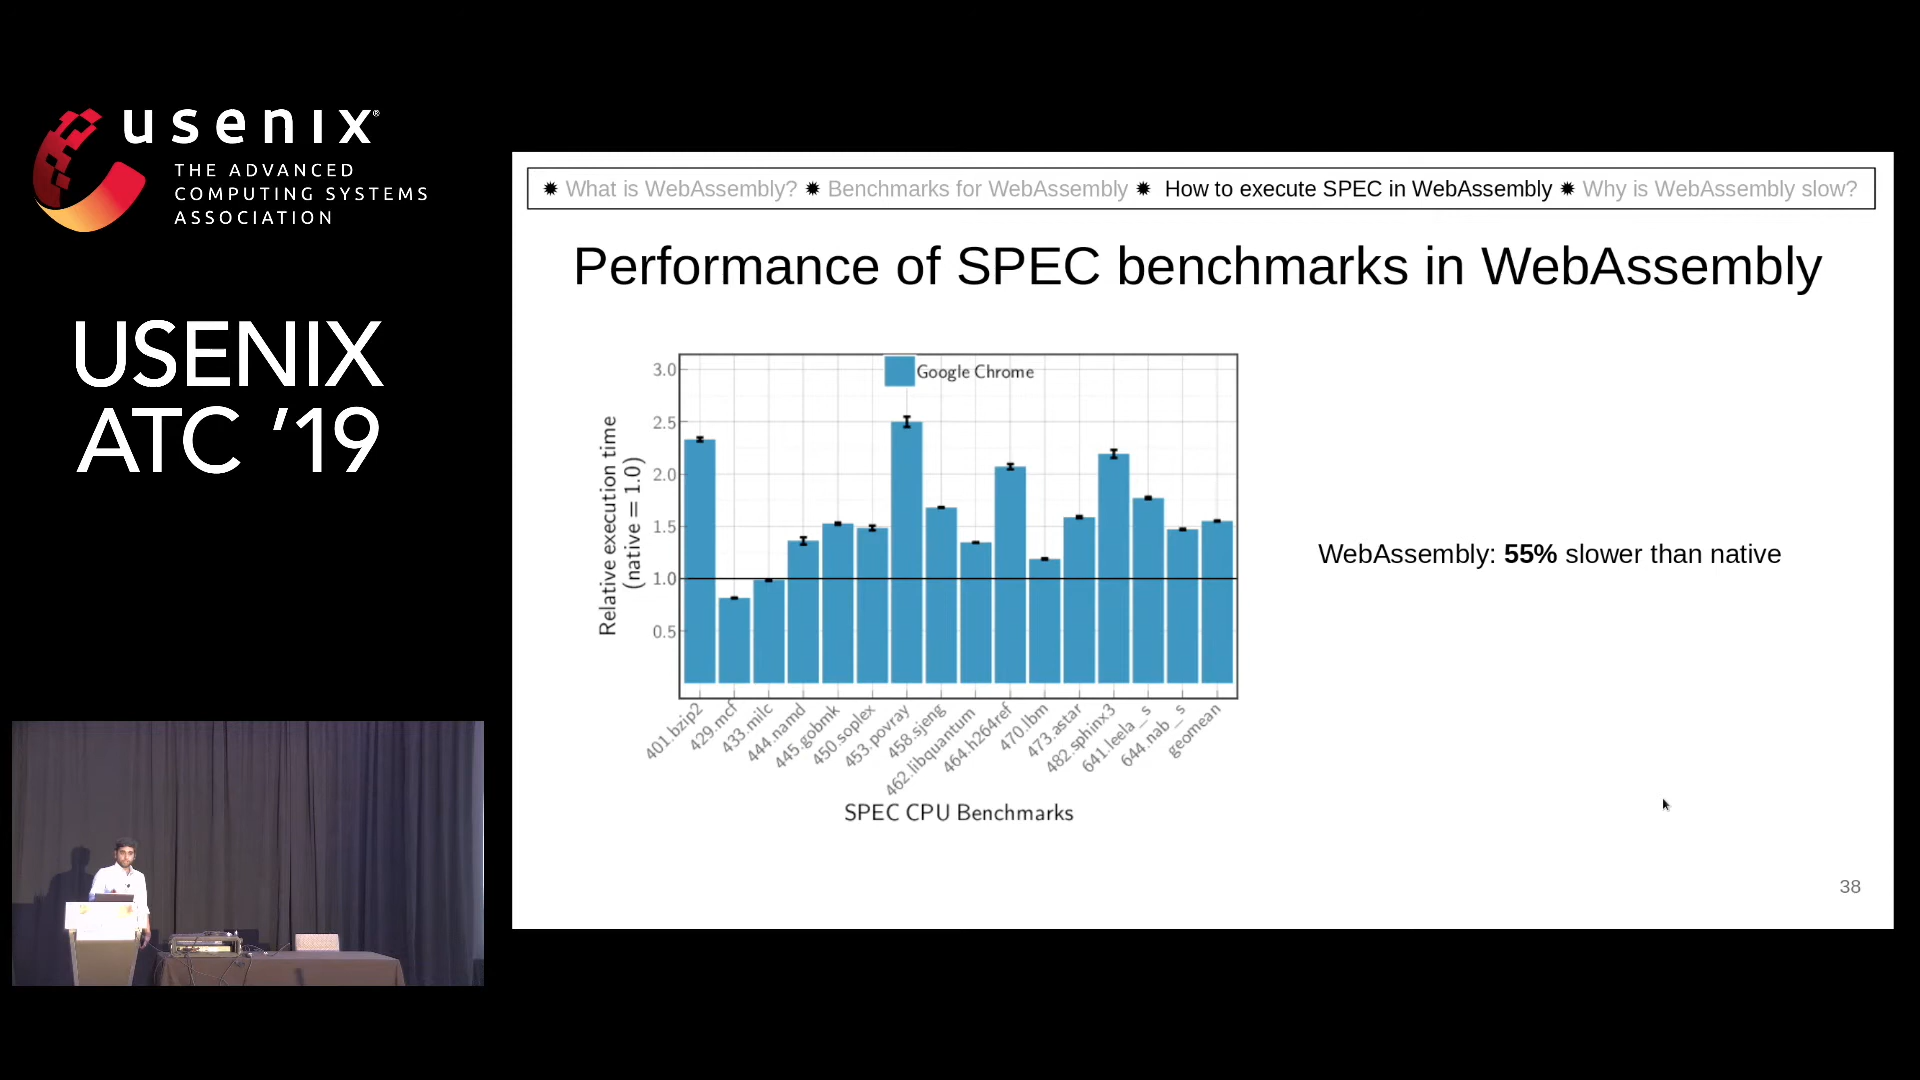 usenix®
THE ADVANCED
COMPUTING SYSTEMS
ASSOCIATION
USENIX
ATC ’19
✹ What is WebAssembly? ✹ Benchmarks for WebAssembly ✹ How to execute SPEC in WebAssembly ✹ Why is WebAssembly slow?
Performance of SPEC benchmarks in WebAssembly
Google Chrome
Relative execution time
(native = 1.0)
3.0
2.5
2.0
1.5
1.0
0.5
401.bzip2
429.mcf
433.milc
444.namd
445.gobmk
450.soplex
453.povray
458.sjeng
462.libquantum
464.h264ref
470.lbm
473.astar
482.sphinx3
641.leela_s
644.nab_s
geomean
SPEC CPU Benchmarks
WebAssembly: 55% slower than native
38